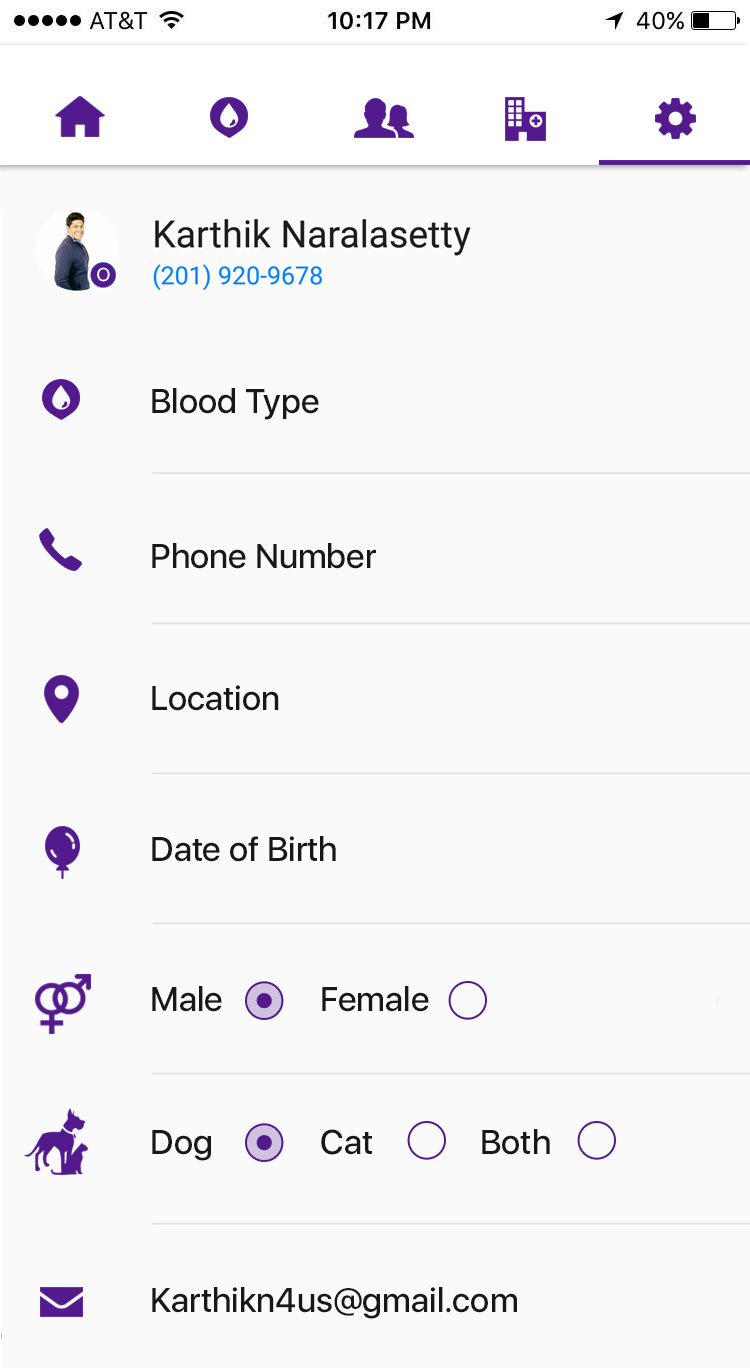 AT&T 10:17 PM 40%
Karthik Naralasetty
O
(201) 920-9678
Blood Type
Phone Number
Location
Date of Birth
Male Female
Dog Cat Both
Karthikn4us@gmail.com